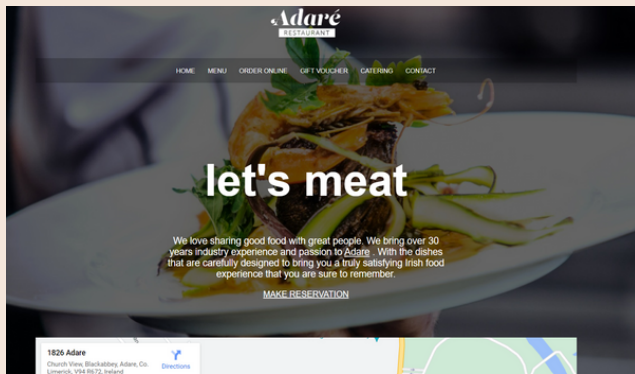 Adaré
RESTAURANT
HOME MENU ORDER ONLINE GIFT VOUCHER CATERING CONTACT
let's meat
We love sharing good food with great people. We bring over 30
years industry experience and passion to Adare . With the dishes
that are carefully designed to bring you a truly satisfying Irish food
experience that you are sure to remember.
MAKE RESERVATION
1826 Adare
Church View, Blackabbey, Adare, Co.
Limerick, V94 R672, Ireland
Directions